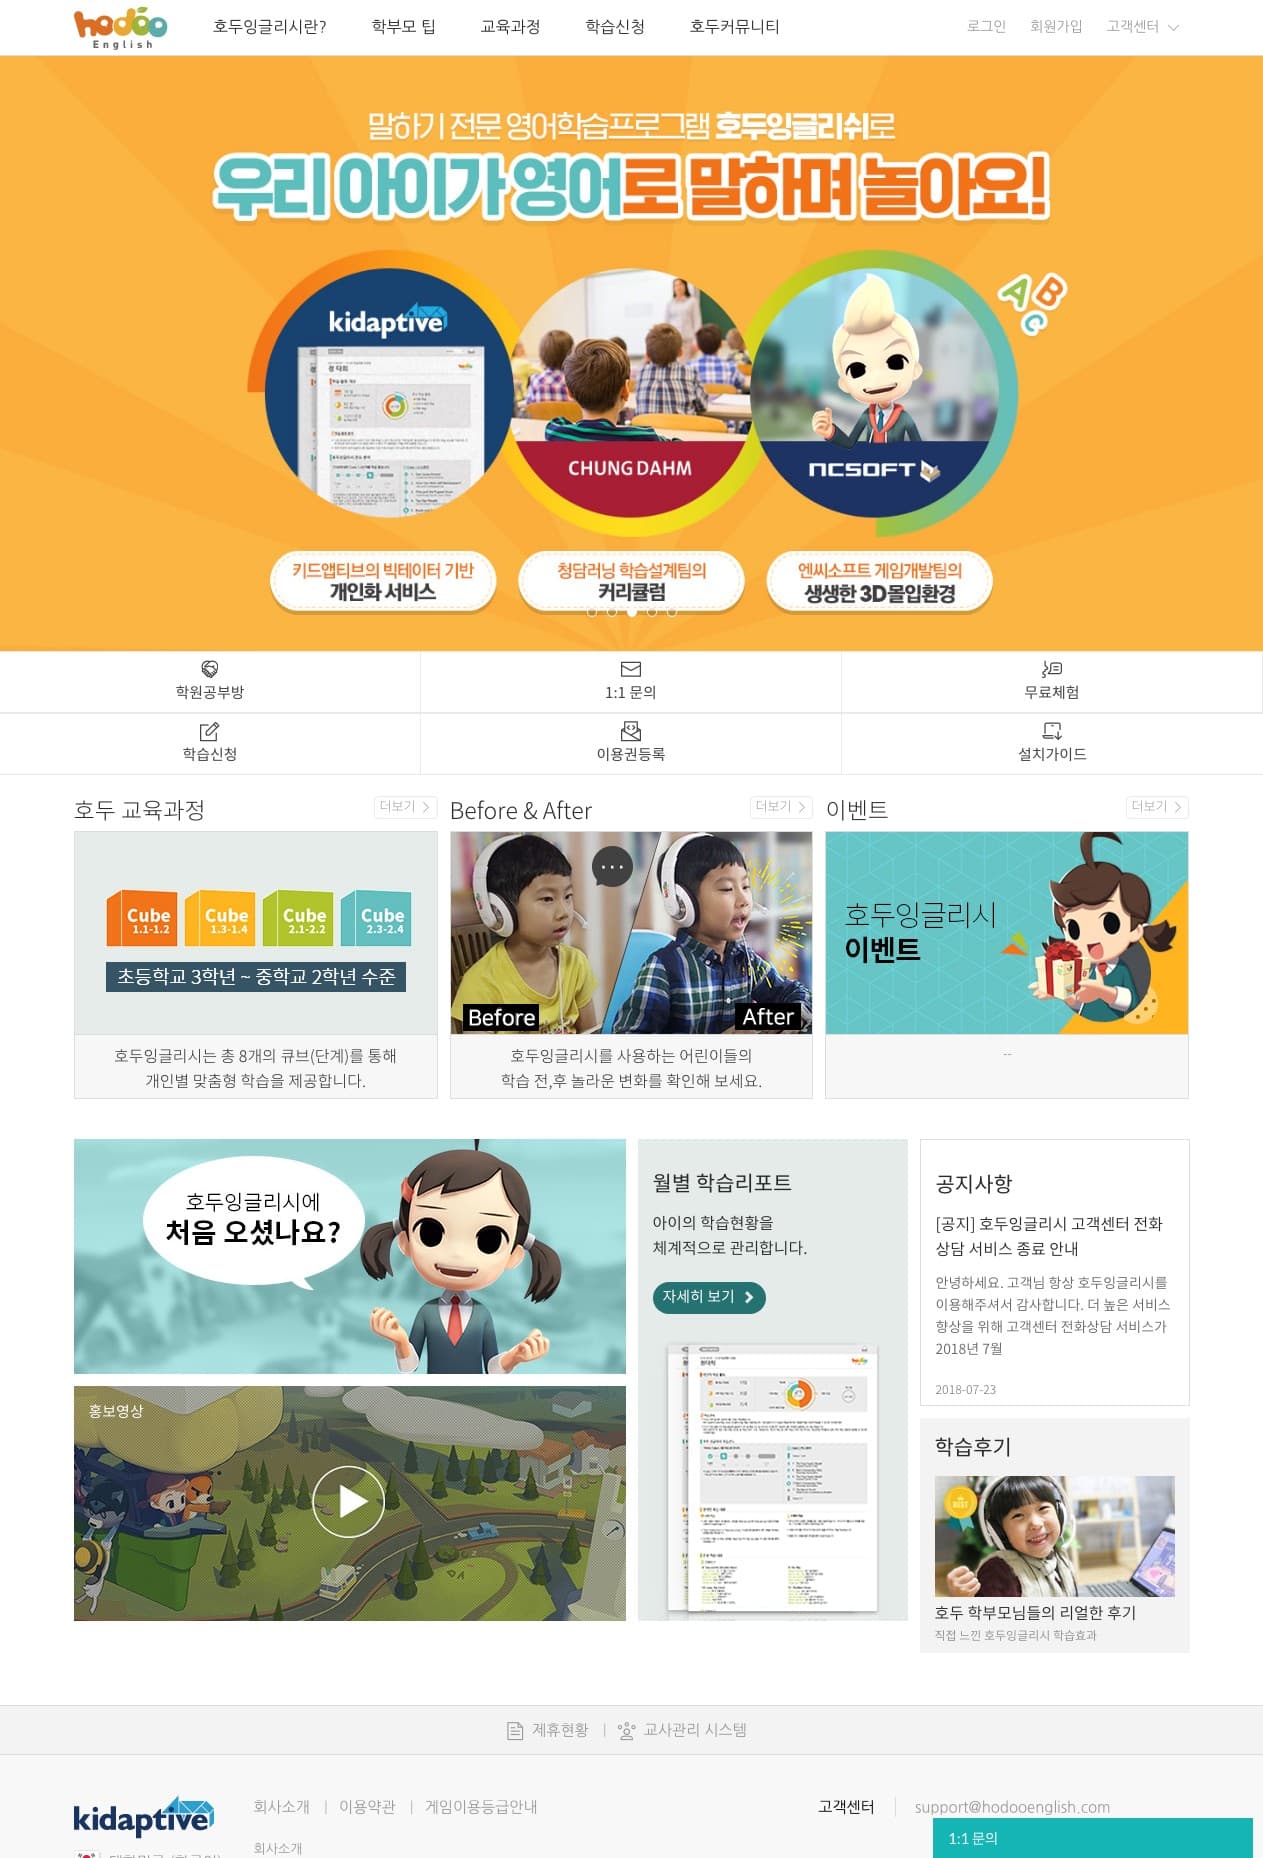 hodoo
English
호두잉글리시란?
학부모 팁
교육과정
학습신청
호두커뮤니티
로그인
회원가입
고객센터
말하기 전문 영어학습프로그램 호두잉글리쉬로
우리 아이가 영어로 말하며 놀아요!
kidaptive
CHUNG DAHM
NCSOFT
A B C
키드앱티브의 빅테이터 기반
개인화 서비스
청담러닝 학습설계팀의
커리큘럼
엔씨소프트 게임개발팀의
생생한 3D몰입환경
학원공부방
1:1 문의
무료체험
학습신청
이용권등록
설치가이드
호두 교육과정
더보기
Cube
1.1-1.2
Cube
1.3-1.4
Cube
2.1-2.2
Cube
2.3-2.4
초등학교 3학년 ~ 중학교 2학년 수준
호두잉글리시는 총 8개의 큐브(단계)를 통해
개인별 맞춤형 학습을 제공합니다.
Before & After
더보기
Before
After
호두잉글리시를 사용하는 어린이들의
학습 전,후 놀라운 변화를 확인해 보세요.
이벤트
더보기
호두잉글리시
이벤트
--
호두잉글리시에
처음 오셨나요?
홍보영상
월별 학습리포트
아이의 학습현황을
체계적으로 관리합니다.
자세히 보기
공지사항
[공지] 호두잉글리시 고객센터 전화
상담 서비스 종료 안내
안녕하세요. 고객님 항상 호두잉글리시를
이용해주셔서 감사합니다. 더 높은 서비스
향상을 위해 고객센터 전화상담 서비스가
2018년 7월
2018-07-23
학습후기
BEST
호두 학부모님들의 리얼한 후기
직접 느낀 호두잉글리시 학습효과
제휴현황
교사관리 시스템
kidaptive
회사소개
이용약관
게임이용등급안내
고객센터
support@hodooenglish.com
회사소개
1:1 문의